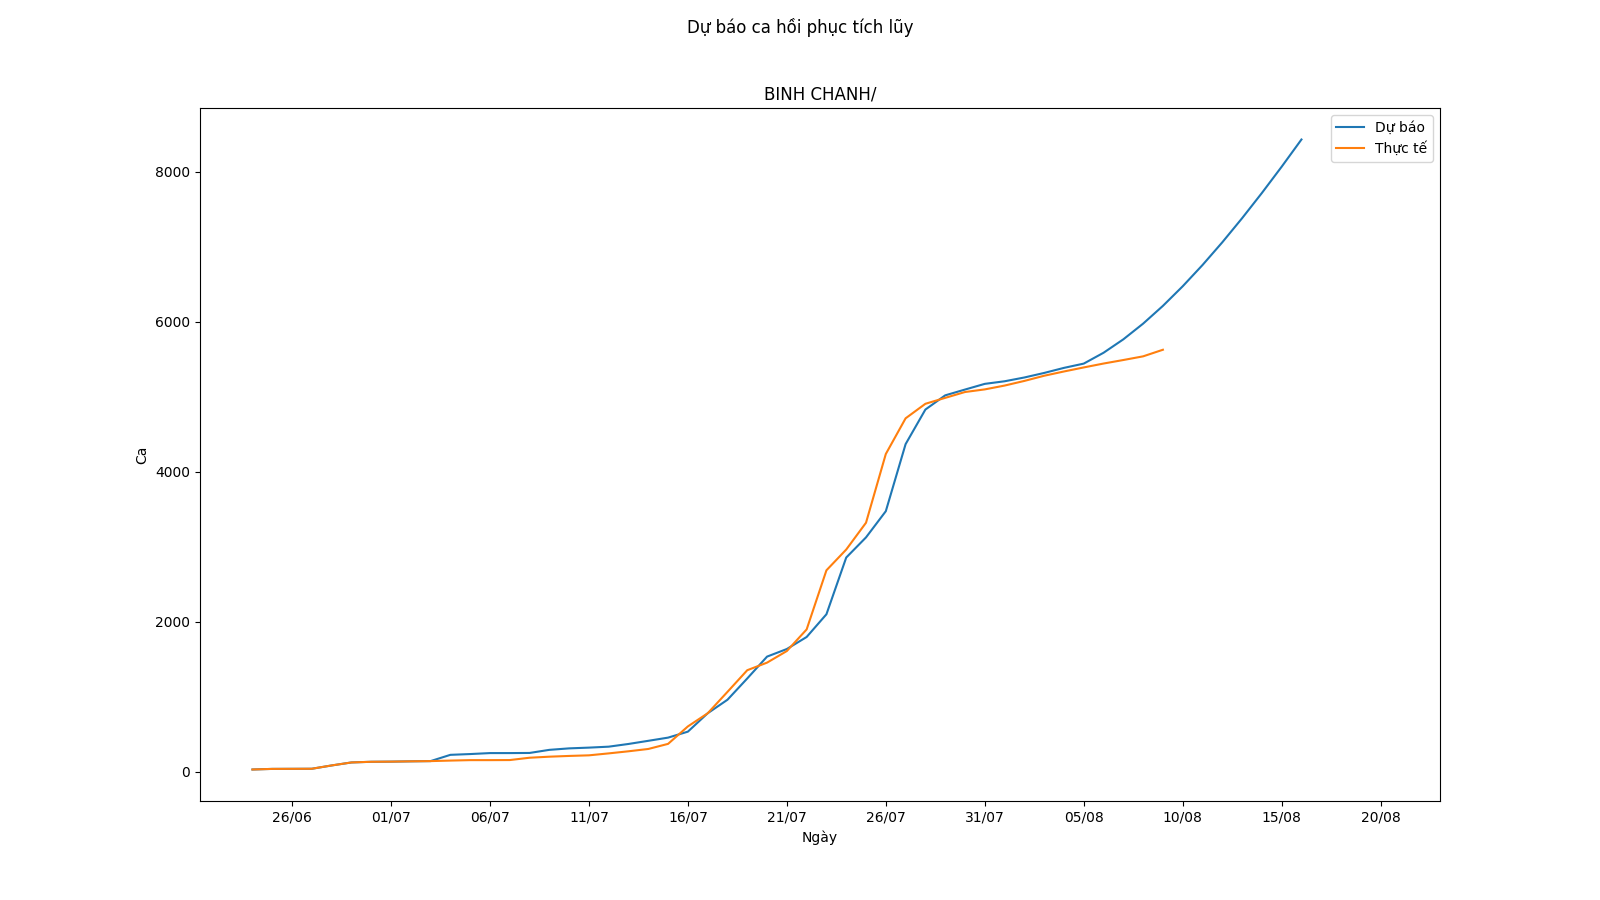 Dự báo ca hồi phục tích lũy
BINH CHANH/
Dự báo
Thực tế
8000
6000
4000
2000
0
Ca
26/06 01/07 06/07 11/07 16/07 21/07 26/07 31/07 05/08 10/08 15/08 20/08
Ngày